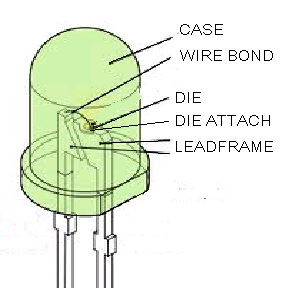 CASE
WIRE BOND
DIE
DIE ATTACH
LEADFRAME